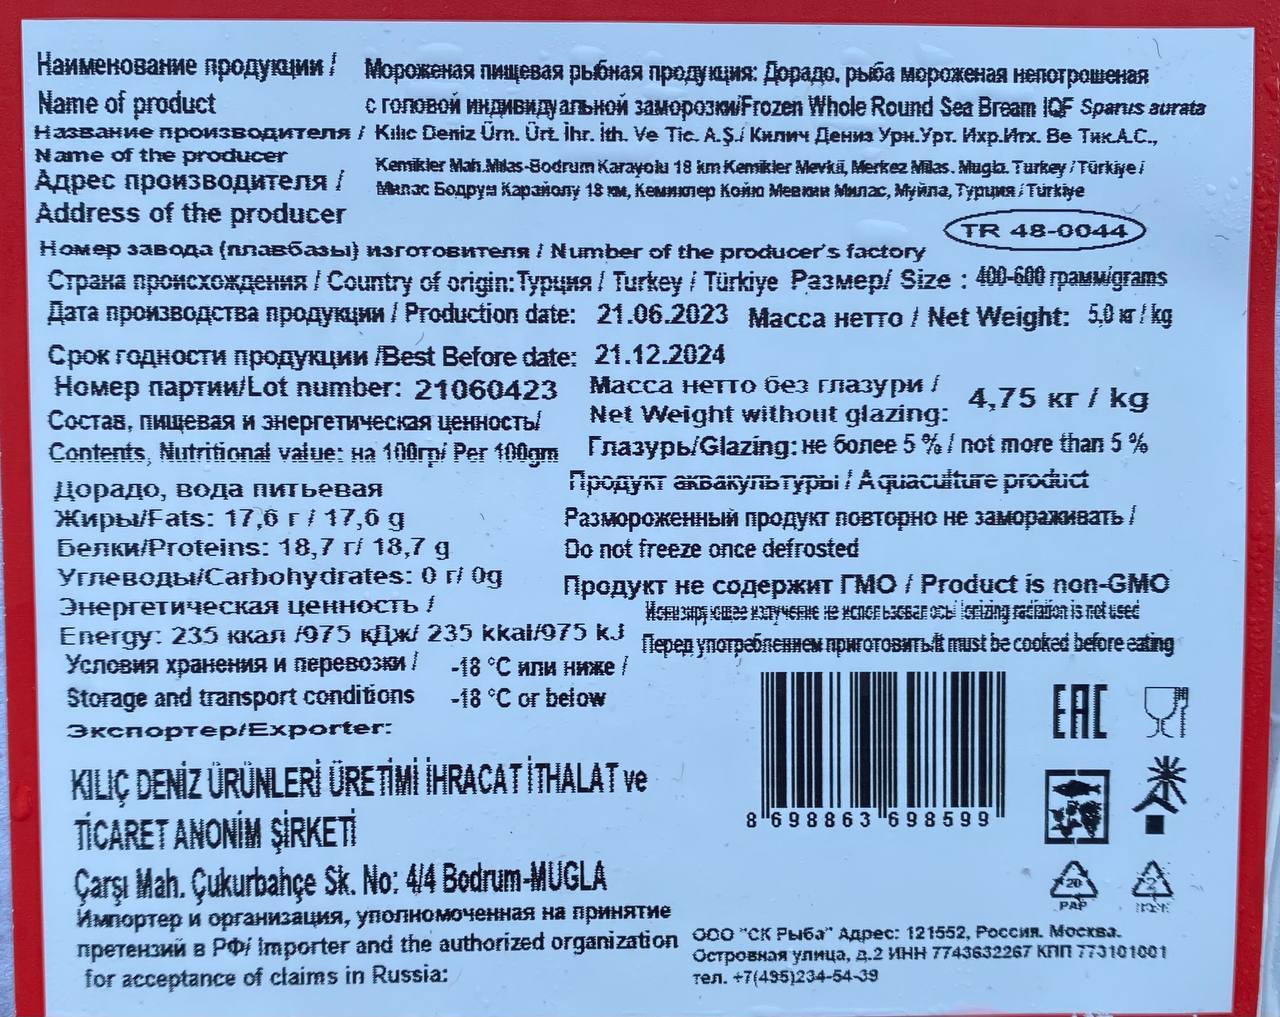 Наименование продукции /
Name of product
Мороженая пищевая рыбная продукция: Дорадо, рыба мороженая непотрошеная
с головой индивидуальной заморозки/Frozen Whole Round Sea Bream IQF Sparus aurata
Название производителя /
Name of the producer
Kılıc Deniz Ürn. Ürt. İhr. İth. Ve Tic. A.Ş./ Килич Дениз Урн.Урт. Ихр.Итх. Ве Тик.А.С.,
Адрес производителя /
Address of the producer
Kemikler Mah.Milas-Bodrum Karayolu 18 km Kemikler Mevkii, Merkez Milas. Mugla. Turkey / Türkiye /
Милас Бодрум Карайолу 18 км, Кемиклер Койю Мевкии Милас, Муйла, Турция / Türkiye
TR 48-0044
Номер завода (плавбазы) изготовителя / Number of the producer's factory
Страна происхождения / Country of origin: Турция / Turkey / Türkiye Размер/ Size : 400-600 грамм/grams
Дата производства продукции / Production date: 21.06.2023 Масса нетто / Net Weight: 5,0 кг / kg
Срок годности продукции /Best Before date: 21.12.2024
Номер партии/Lot number: 21060423
Масса нетто без глазури /
Net Weight without glazing:
4,75 кг / kg
Состав, пищевая и энергетическая ценность/
Contents, Nutritional value: на 100гр/ Per 100gm
Глазурь/Glazing: не более 5 % / not more than 5 %
Продукт аквакультуры / Aquaculture product
Дорадо, вода питьевая
Жиры/Fats: 17,6 г / 17,6 g
Белки/Proteins: 18,7 г/ 18,7 g
Углеводы/Carbohydrates: 0 г/ 0g
Энергетическая ценность /
Energy: 235 ккал /975 кДж/ 235 kkal/975 kJ
Размороженный продукт повторно не замораживать /
Do not freeze once defrosted
Продукт не содержит ГМО / Product is non-GMO
Ионизирующее излучение не использовалось/ Ionizing radiation is not used
Перед употреблением приготовить/It must be cooked before eating
Условия хранения и перевозки / -18 °C или ниже /
Storage and transport conditions -18 °C or below
Экспортер/Exporter:
KILIÇ DENİZ ÜRÜNLERİ ÜRETİMİ İHRACAT İTHALAT ve
TİCARET ANONİM ŞİRKETİ
Çarşı Mah. Çukurbahçe Sk. No: 4/4 Bodrum-MUGLA
8 698863 698599
EAC
20
PAP
2
Импортер и организация, уполномоченная на принятие
претензий в РФ/ Importer and the authorized organization
for acceptance of claims in Russia:
ООО "СК Рыба" Адрес: 121552, Россия. Москва.
Островная улица, д.2 ИНН 7743632267 КПП 773101001
тел. +7(495)234-54-39